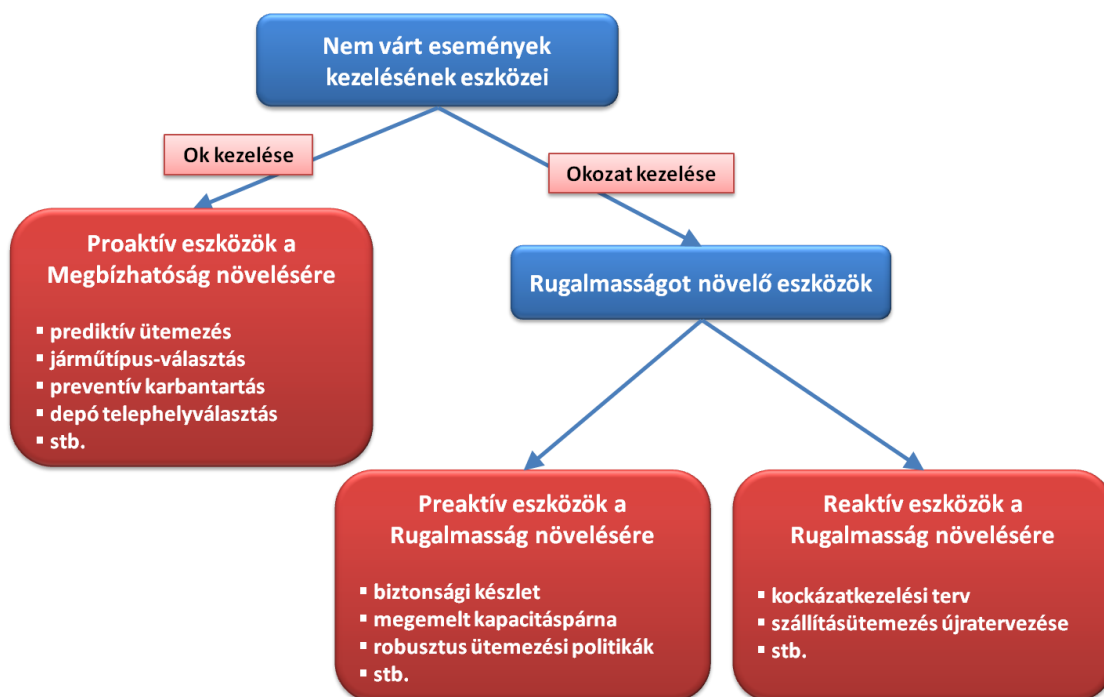 Nem várt események
kezelésének eszközei
Ok kezelése
Okozat kezelése
Proaktív eszközök a
Megbízhatóság növelésére
▪ prediktív ütemezés
▪ járműtípus-választás
▪ preventív karbantartás
▪ depó telephelyválasztás
▪ stb.
Rugalmasságot növelő eszközök
Preaktív eszközök a
Rugalmasság növelésére
▪ biztonsági készlet
▪ megemelt kapacitáspárna
▪ robusztus ütemezési politikák
▪ stb.
Reaktív eszközök a
Rugalmasság növelésére
▪ kockázatkezelési terv
▪ szállításütemezés újratervezése
▪ stb.